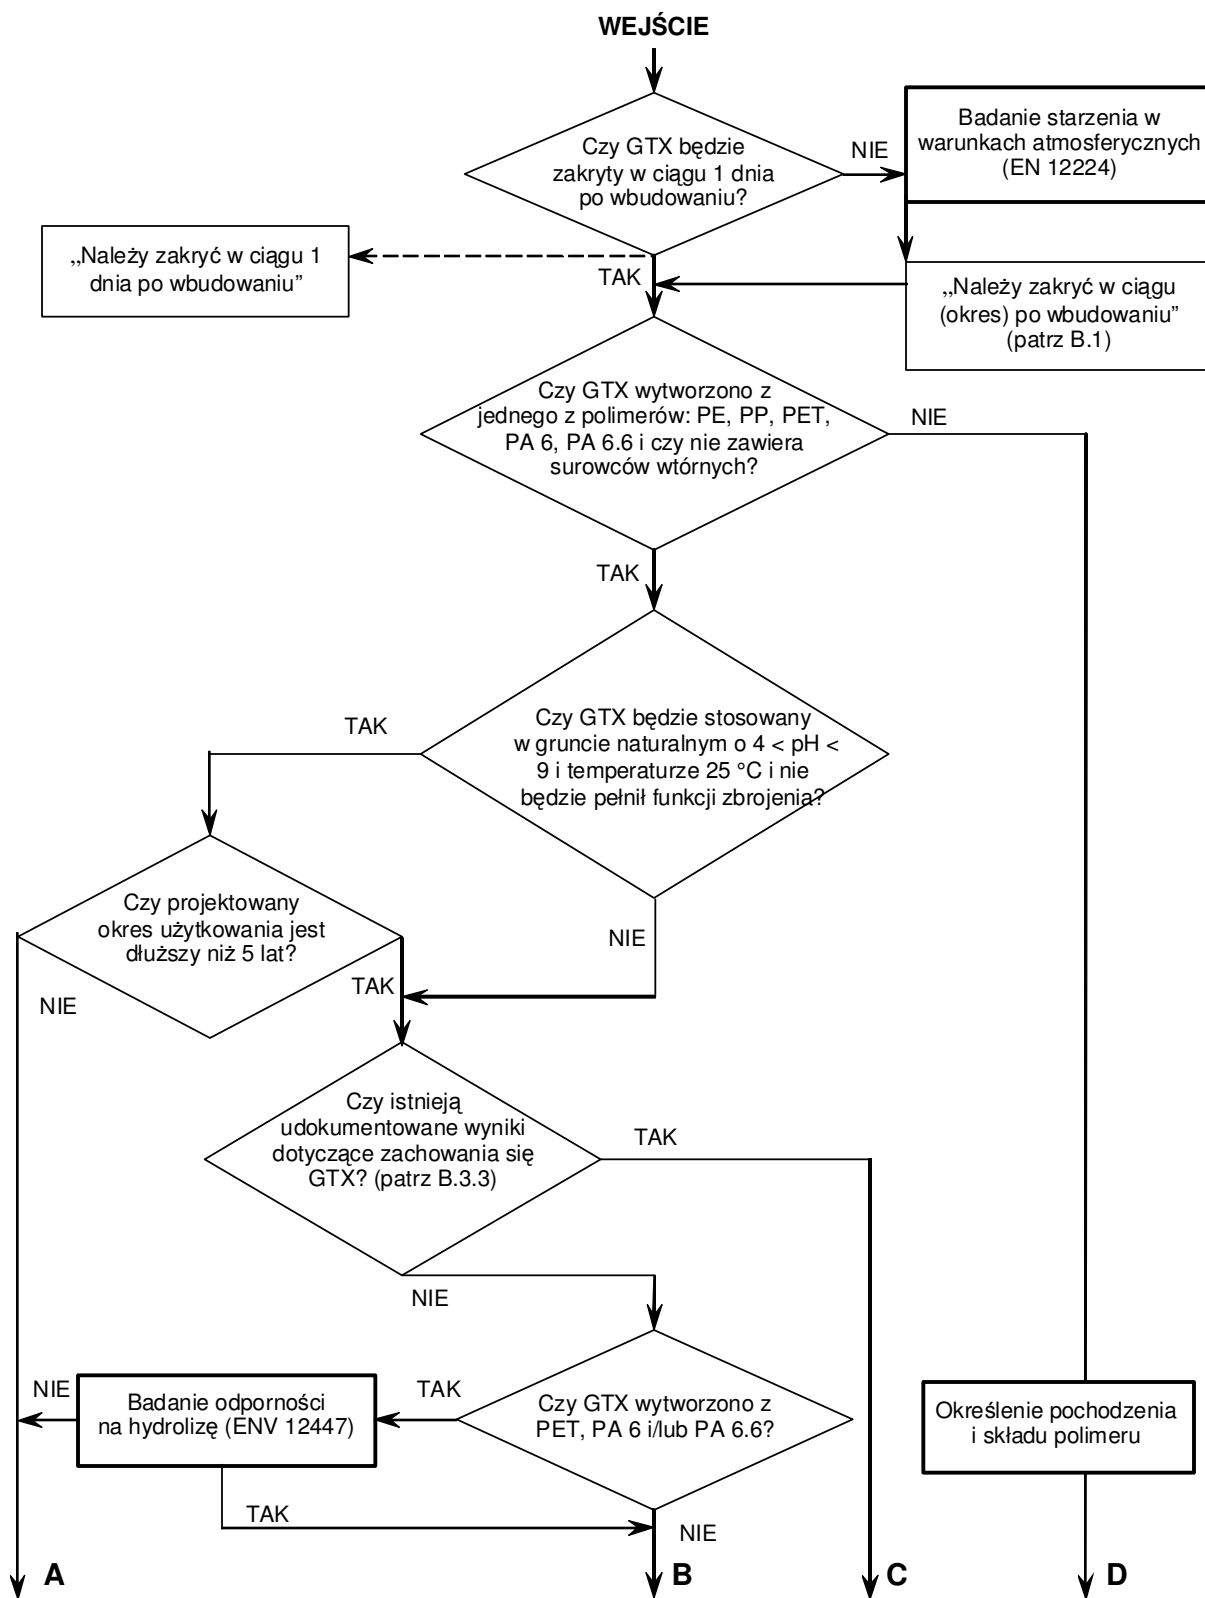 WEJŚCIE
Czy GTX będzie
zakryty w ciągu 1 dnia
po wbudowaniu?
NIE
Badanie starzenia w
warunkach atmosferycznych
(EN 12224)
„Należy zakryć w ciągu 1
dnia po wbudowaniu”
TAK
„Należy zakryć w ciągu
(okres) po wbudowaniu”
(patrz B.1)
Czy GTX wytworzono z
jednego z polimerów: PE, PP, PET,
PA 6, PA 6.6 i czy nie zawiera
surowców wtórnych?
NIE
TAK
Czy GTX będzie stosowany
w gruncie naturalnym o 4 < pH <
9 i temperaturze 25 °C i nie
będzie pełnił funkcji zbrojenia?
TAK
NIE
Czy projektowany
okres użytkowania jest
dłuższy niż 5 lat?
NIE
TAK
Czy istnieją
udokumentowane wyniki
dotyczące zachowania się
GTX? (patrz B.3.3)
TAK
NIE
Czy GTX wytworzono z
PET, PA 6 i/lub PA 6.6?
TAK
Badanie odporności
na hydrolizę (ENV 12447)
NIE
TAK
NIE
Określenie pochodzenia
i składu polimeru
A
B
C
D